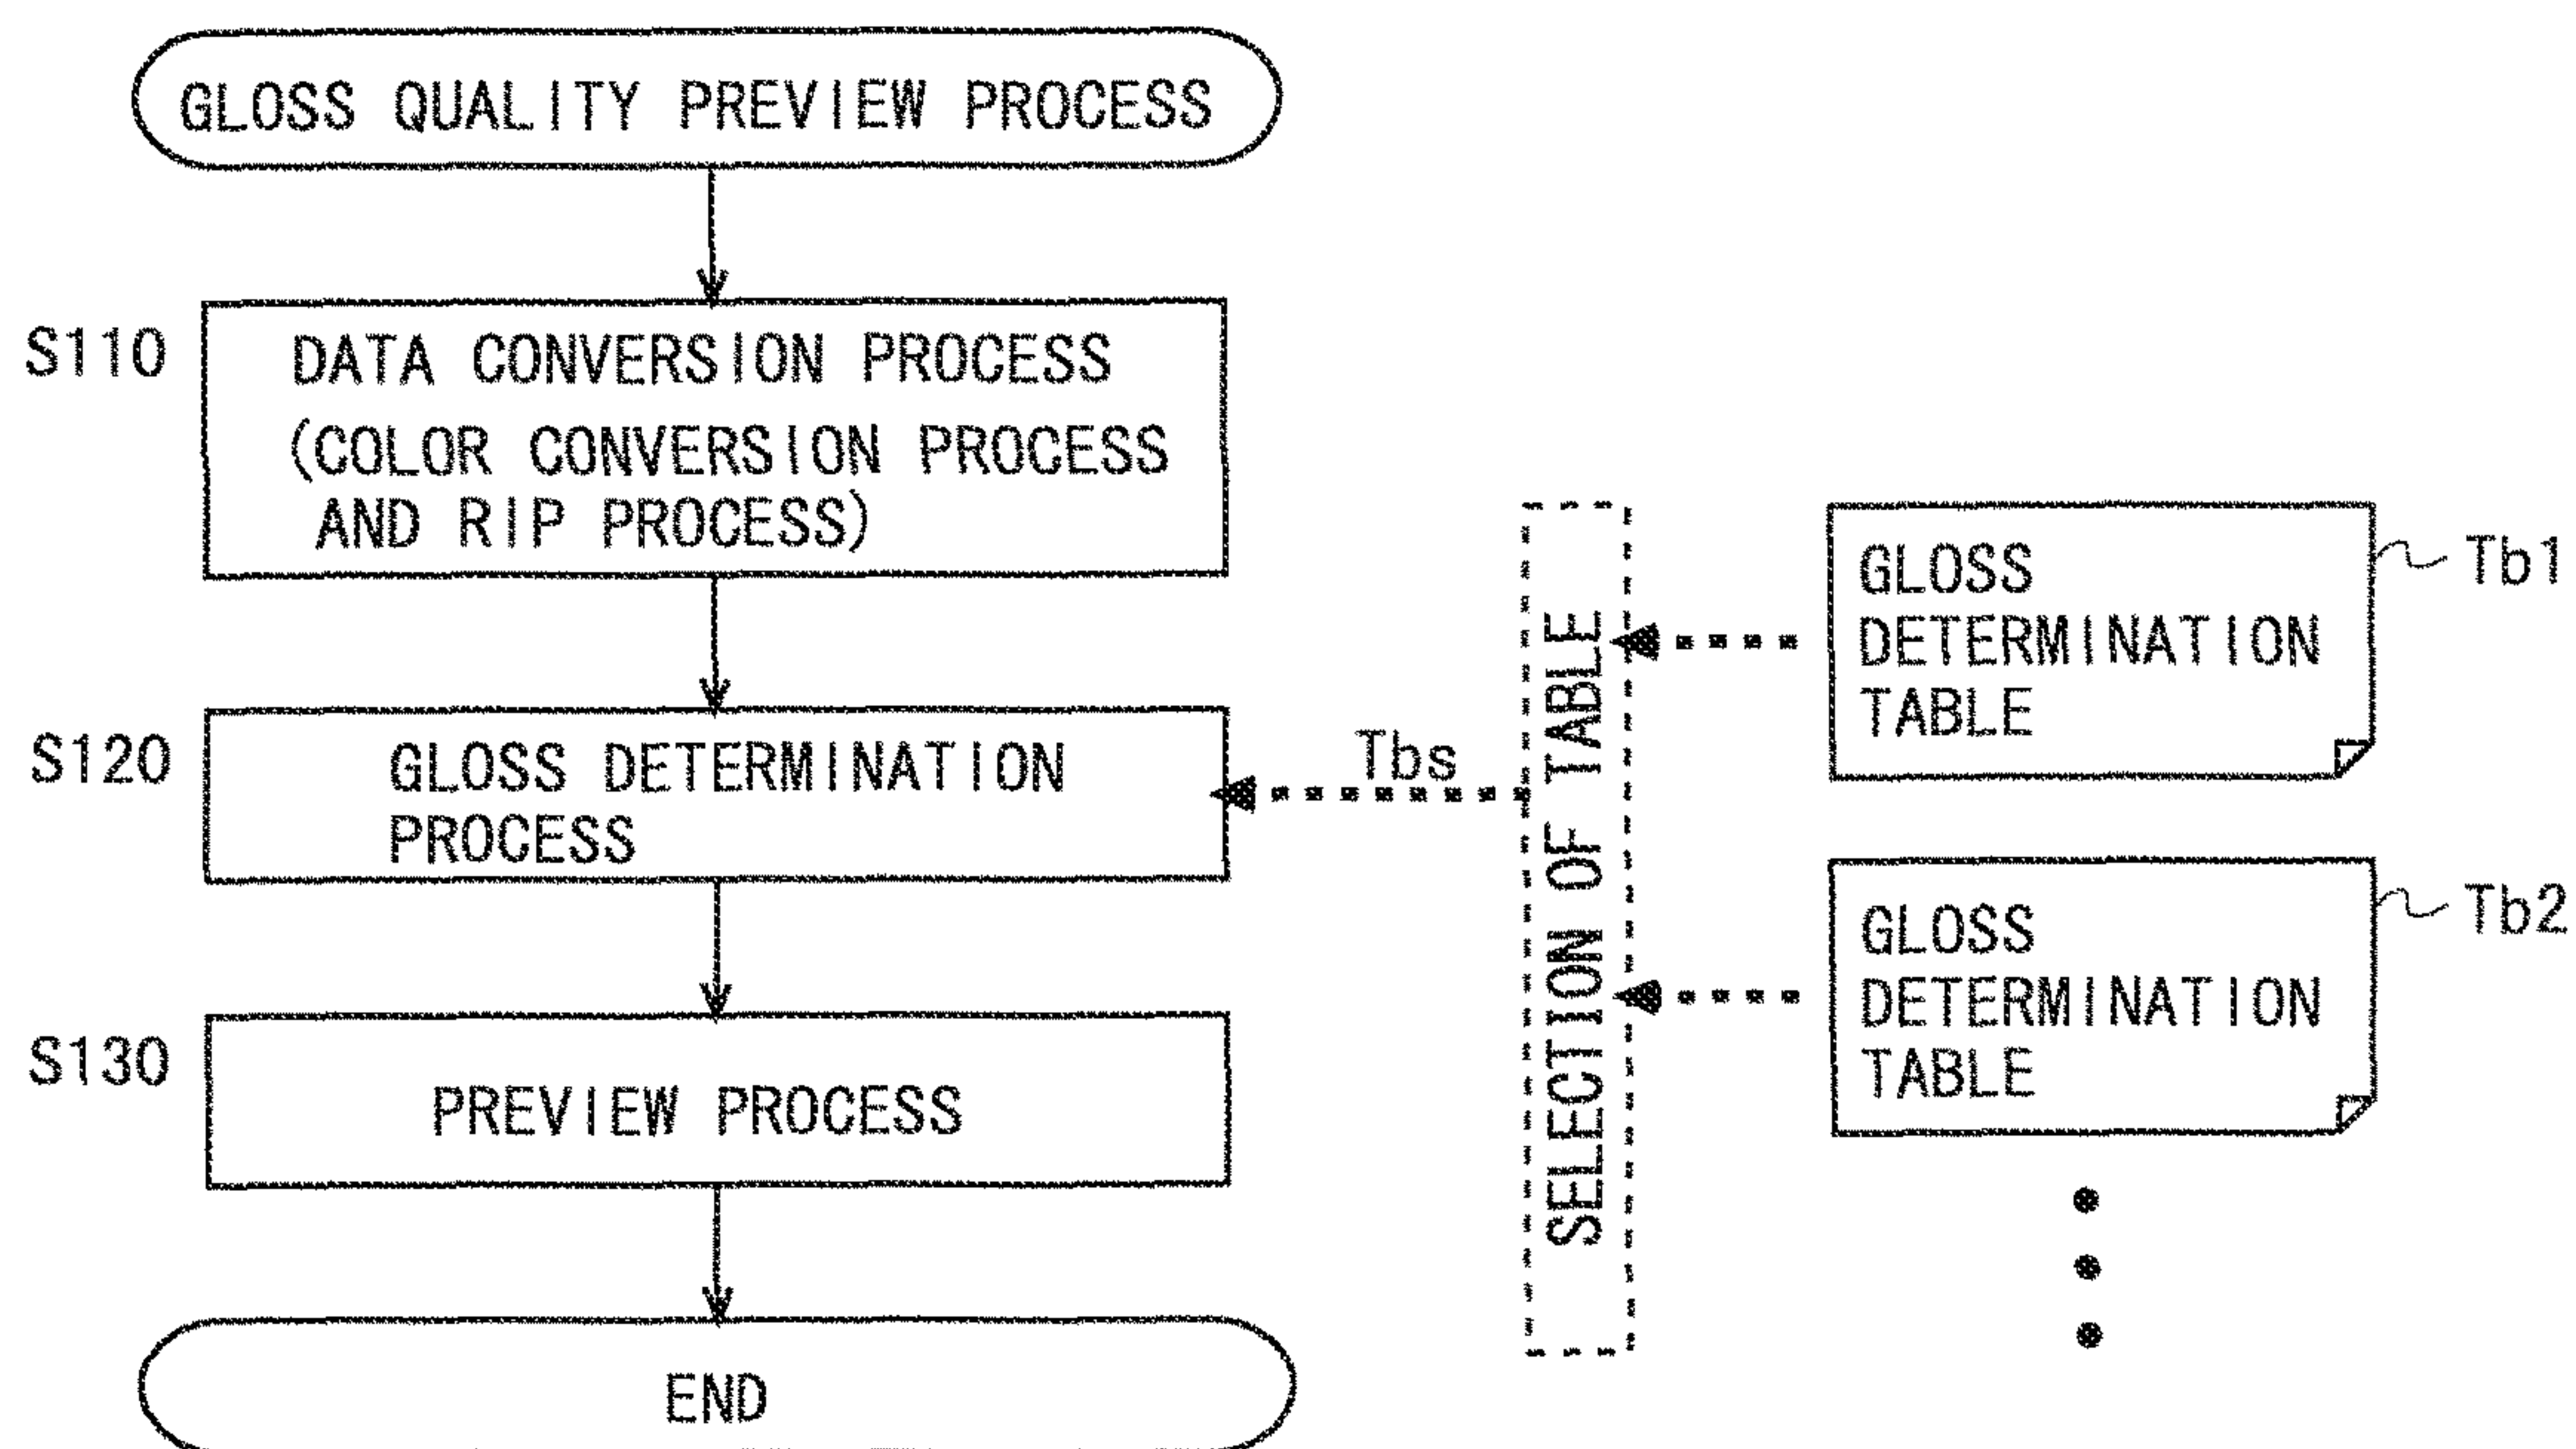 GLOSS QUALITY PREVIEW PROCESS
S110
DATA CONVERSION PROCESS
(COLOR CONVERSION PROCESS
AND RIP PROCESS)
S120
GLOSS DETERMINATION
PROCESS
Tbs
S130
PREVIEW PROCESS
END
SELECTION OF TABLE
GLOSS
DETERMINATION
TABLE
Tb1
GLOSS
DETERMINATION
TABLE
Tb2